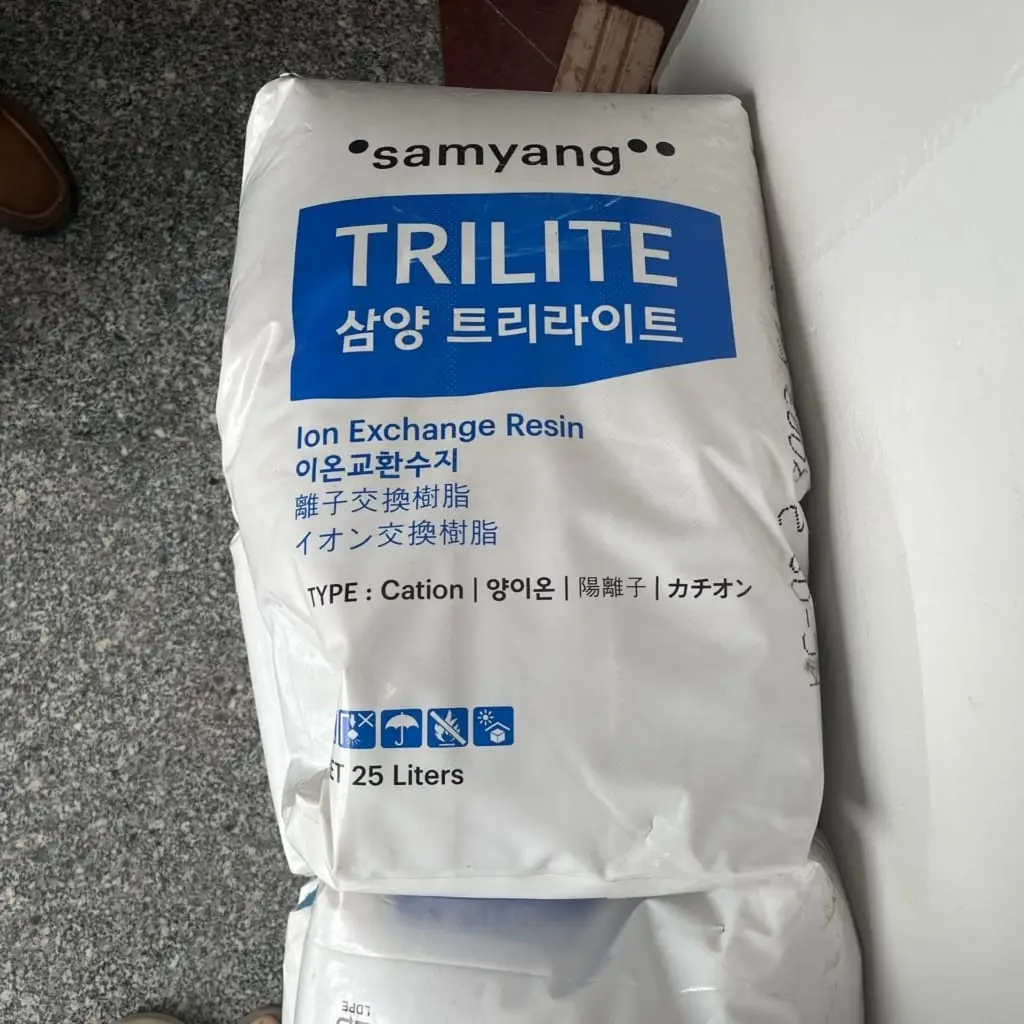 samyang
TRILITE
삼양 트리라이트
Ion Exchange Resin
이온교환수지
離子交換樹脂
イオン交換樹脂
TYPE : Cation | 양이온 | 陽離子 | カチオン
25 Liters
LDPE